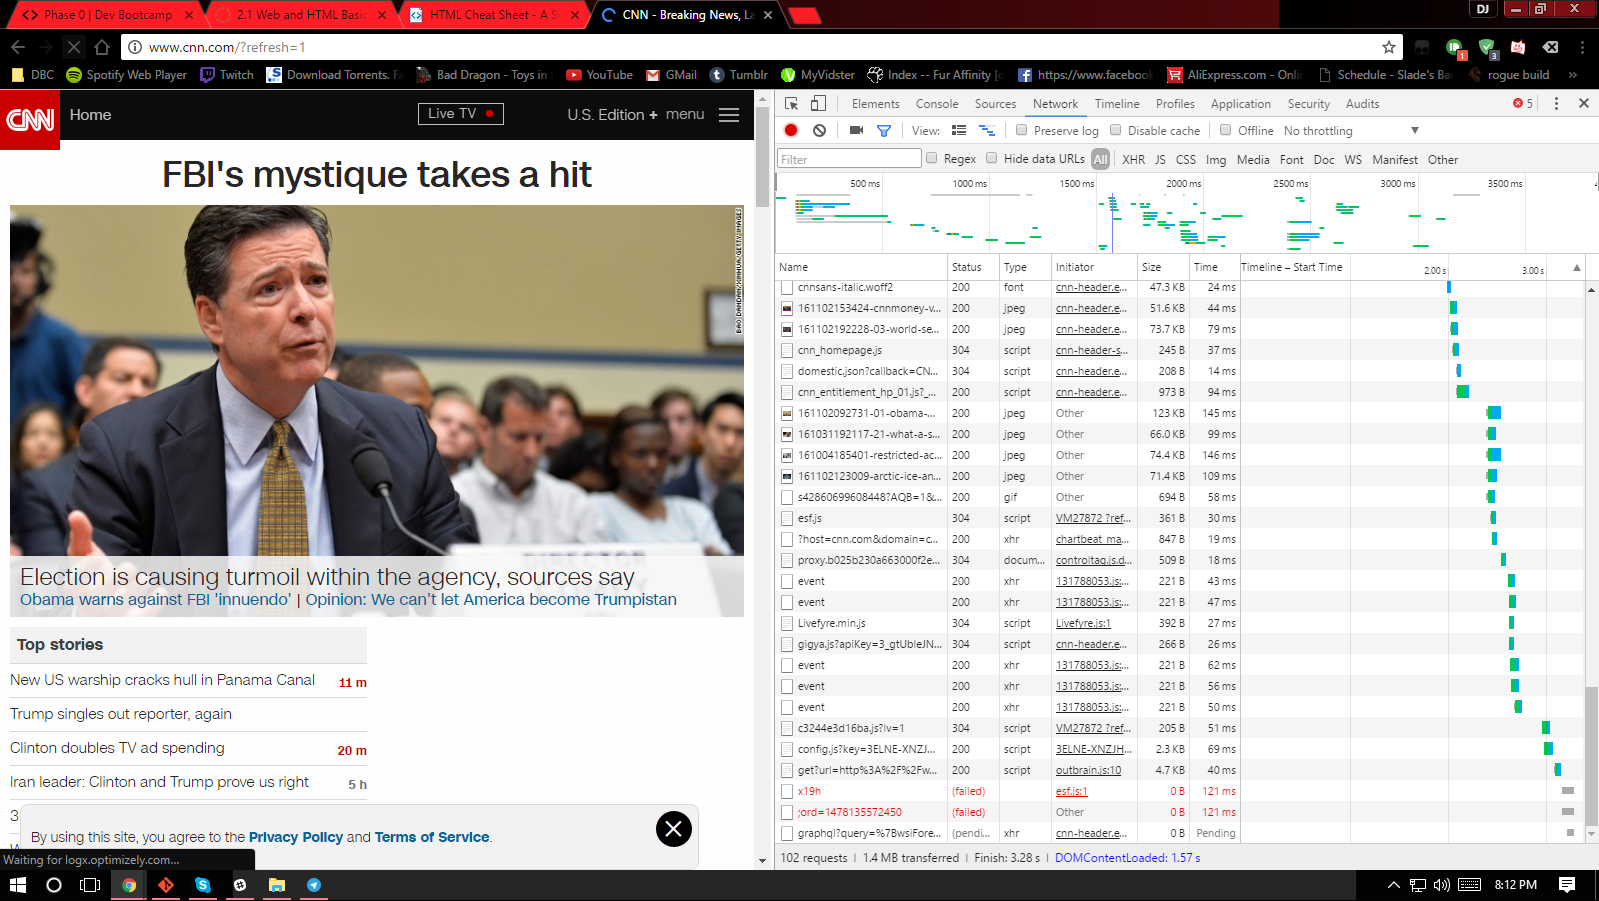 Phase 0 | Dev Bootcamp
2.1 Web and HTML Basic
HTML Cheat Sheet - A Si
CNN - Breaking News, La
DJ
www.cnn.com/?refresh=1
DBC
Spotify Web Player
Twitch
Download Torrents. Fa
Bad Dragon - Toys in
YouTube
GMail
Tumblr
MyVidster
Index -- Fur Affinity [d
https://www.facebook
AliExpress.com - Onlin
Schedule - Slade's Ba
rogue build
»
CNN
Home
Live TV
U.S. Edition +
menu
FBI's mystique takes a hit
BAO DANDAN/XINHUA/GETTY IMAGES
DIRECTOR
Election is causing turmoil within the agency, sources say
Obama warns against FBI 'innuendo' | Opinion: We can't let America become Trumpistan
Top stories
New US warship cracks hull in Panama Canal 11 m
Trump singles out reporter, again
Clinton doubles TV ad spending 20 m
Iran leader: Clinton and Trump prove us right 5 h
3
By using this site, you agree to the Privacy Policy and Terms of Service.
Waiting for logx.optimizely.com...
Elements Console Sources Network Timeline Profiles Application Security Audits 5
View: Preserve log Disable cache Offline No throttling
Filter Regex Hide data URLs All XHR JS CSS Img Media Font Doc WS Manifest Other
500 ms 1000 ms 1500 ms 2000 ms 2500 ms 3000 ms 3500 ms
Name Status Type Initiator Size Time Timeline – Start Time 2.00 s 3.00 s
cnnsans-italic.woff2 200 font cnn-header.e... 47.3 KB 24 ms
161102153424-cnnmoney-v... 200 jpeg cnn-header.e... 51.6 KB 44 ms
161102192228-03-world-se... 200 jpeg cnn-header.e... 73.7 KB 79 ms
cnn_homepage.js 304 script cnn-header-s... 245 B 37 ms
domestic.json?callback=CN... 304 script cnn-header.e... 208 B 14 ms
cnn_entitlement_hp_01.js?_... 200 script cnn-header.e... 973 B 94 ms
161102092731-01-obama-... 200 jpeg Other 123 KB 145 ms
161031192117-21-what-a-s... 200 jpeg Other 66.0 KB 99 ms
161004185401-restricted-ac... 200 jpeg Other 74.4 KB 146 ms
161102123009-arctic-ice-an... 200 jpeg Other 71.4 KB 109 ms
s42860699608448?AQB=1&... 200 gif Other 694 B 58 ms
esf.js 304 script VM27872 ?ref... 361 B 30 ms
?host=cnn.com&domain=c... 200 xhr chartbeat_ma... 847 B 19 ms
proxy.b025b230a663000f2e... 304 docum... controltag.js.d... 509 B 18 ms
event 200 xhr 131788053.js:... 221 B 43 ms
event 200 xhr 131788053.js:... 221 B 47 ms
Livefyre.min.js 304 script Livefyre.js:1 392 B 27 ms
gigya.js?apiKey=3_gtUbleJN... 304 script cnn-header.e... 266 B 26 ms
event 200 xhr 131788053.js:... 221 B 62 ms
event 200 xhr 131788053.js:... 221 B 56 ms
event 200 xhr 131788053.js:... 221 B 50 ms
c3244e3d16ba.js?lv=1 304 script VM27872 ?ref... 205 B 51 ms
config.js?key=3ELNE-XNZJ... 200 script 3ELNE-XNZJH... 2.3 KB 69 ms
get?url=http%3A%2F%2Fw... 200 script outbrain.js:10 4.7 KB 40 ms
x19h (failed) esf.js:1 0 B 121 ms
;ord=1478135572450 (failed) Other 0 B 121 ms
graphql?query=%7BwsiFore... (pendi... xhr cnn-header.e... 0 B Pending
102 requests | 1.4 MB transferred | Finish: 3.28 s | DOMContentLoaded: 1.57 s
8:12 PM